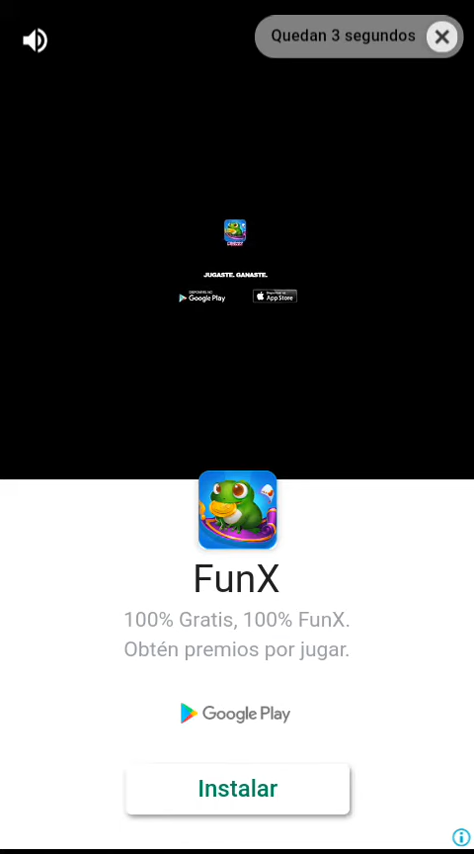 Quedan 3 segundos
JUGASTE. GANASTE.
Google Play
App Store
FunX
100% Gratis, 100% FunX.
Obtén premios por jugar.
Google Play
Instalar